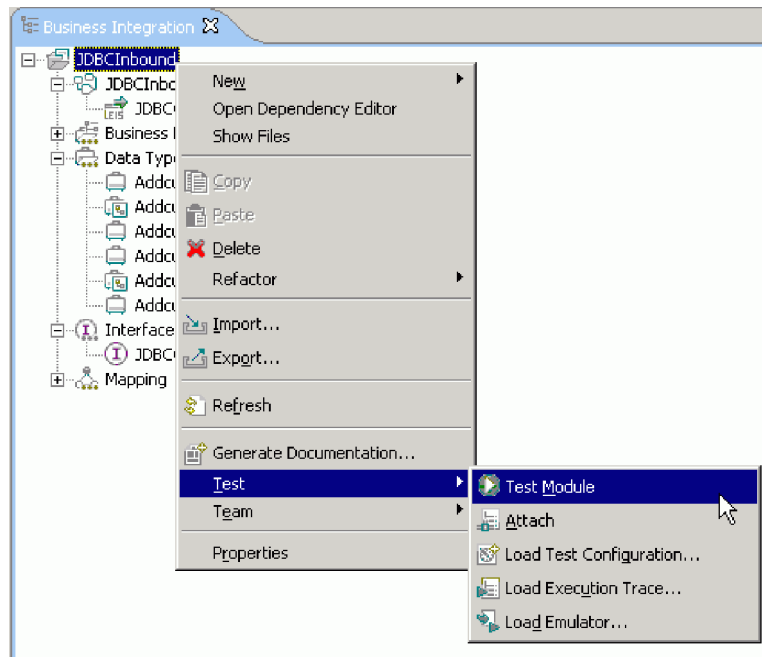 Business Integration
JDBCInbound
JDBCInbc
JDBC
EIS
Business I
Data Typ
Addcu
Addcu
Addcu
Addcu
Addcu
Addcu
Interface
JDBC
Mapping
New
Open Dependency Editor
Show Files
Copy
Paste
Delete
Refactor
Import...
Export...
Refresh
Generate Documentation...
Test
Team
Properties
Test Module
Attach
Load Test Configuration...
Load Execution Trace...
Load Emulator...